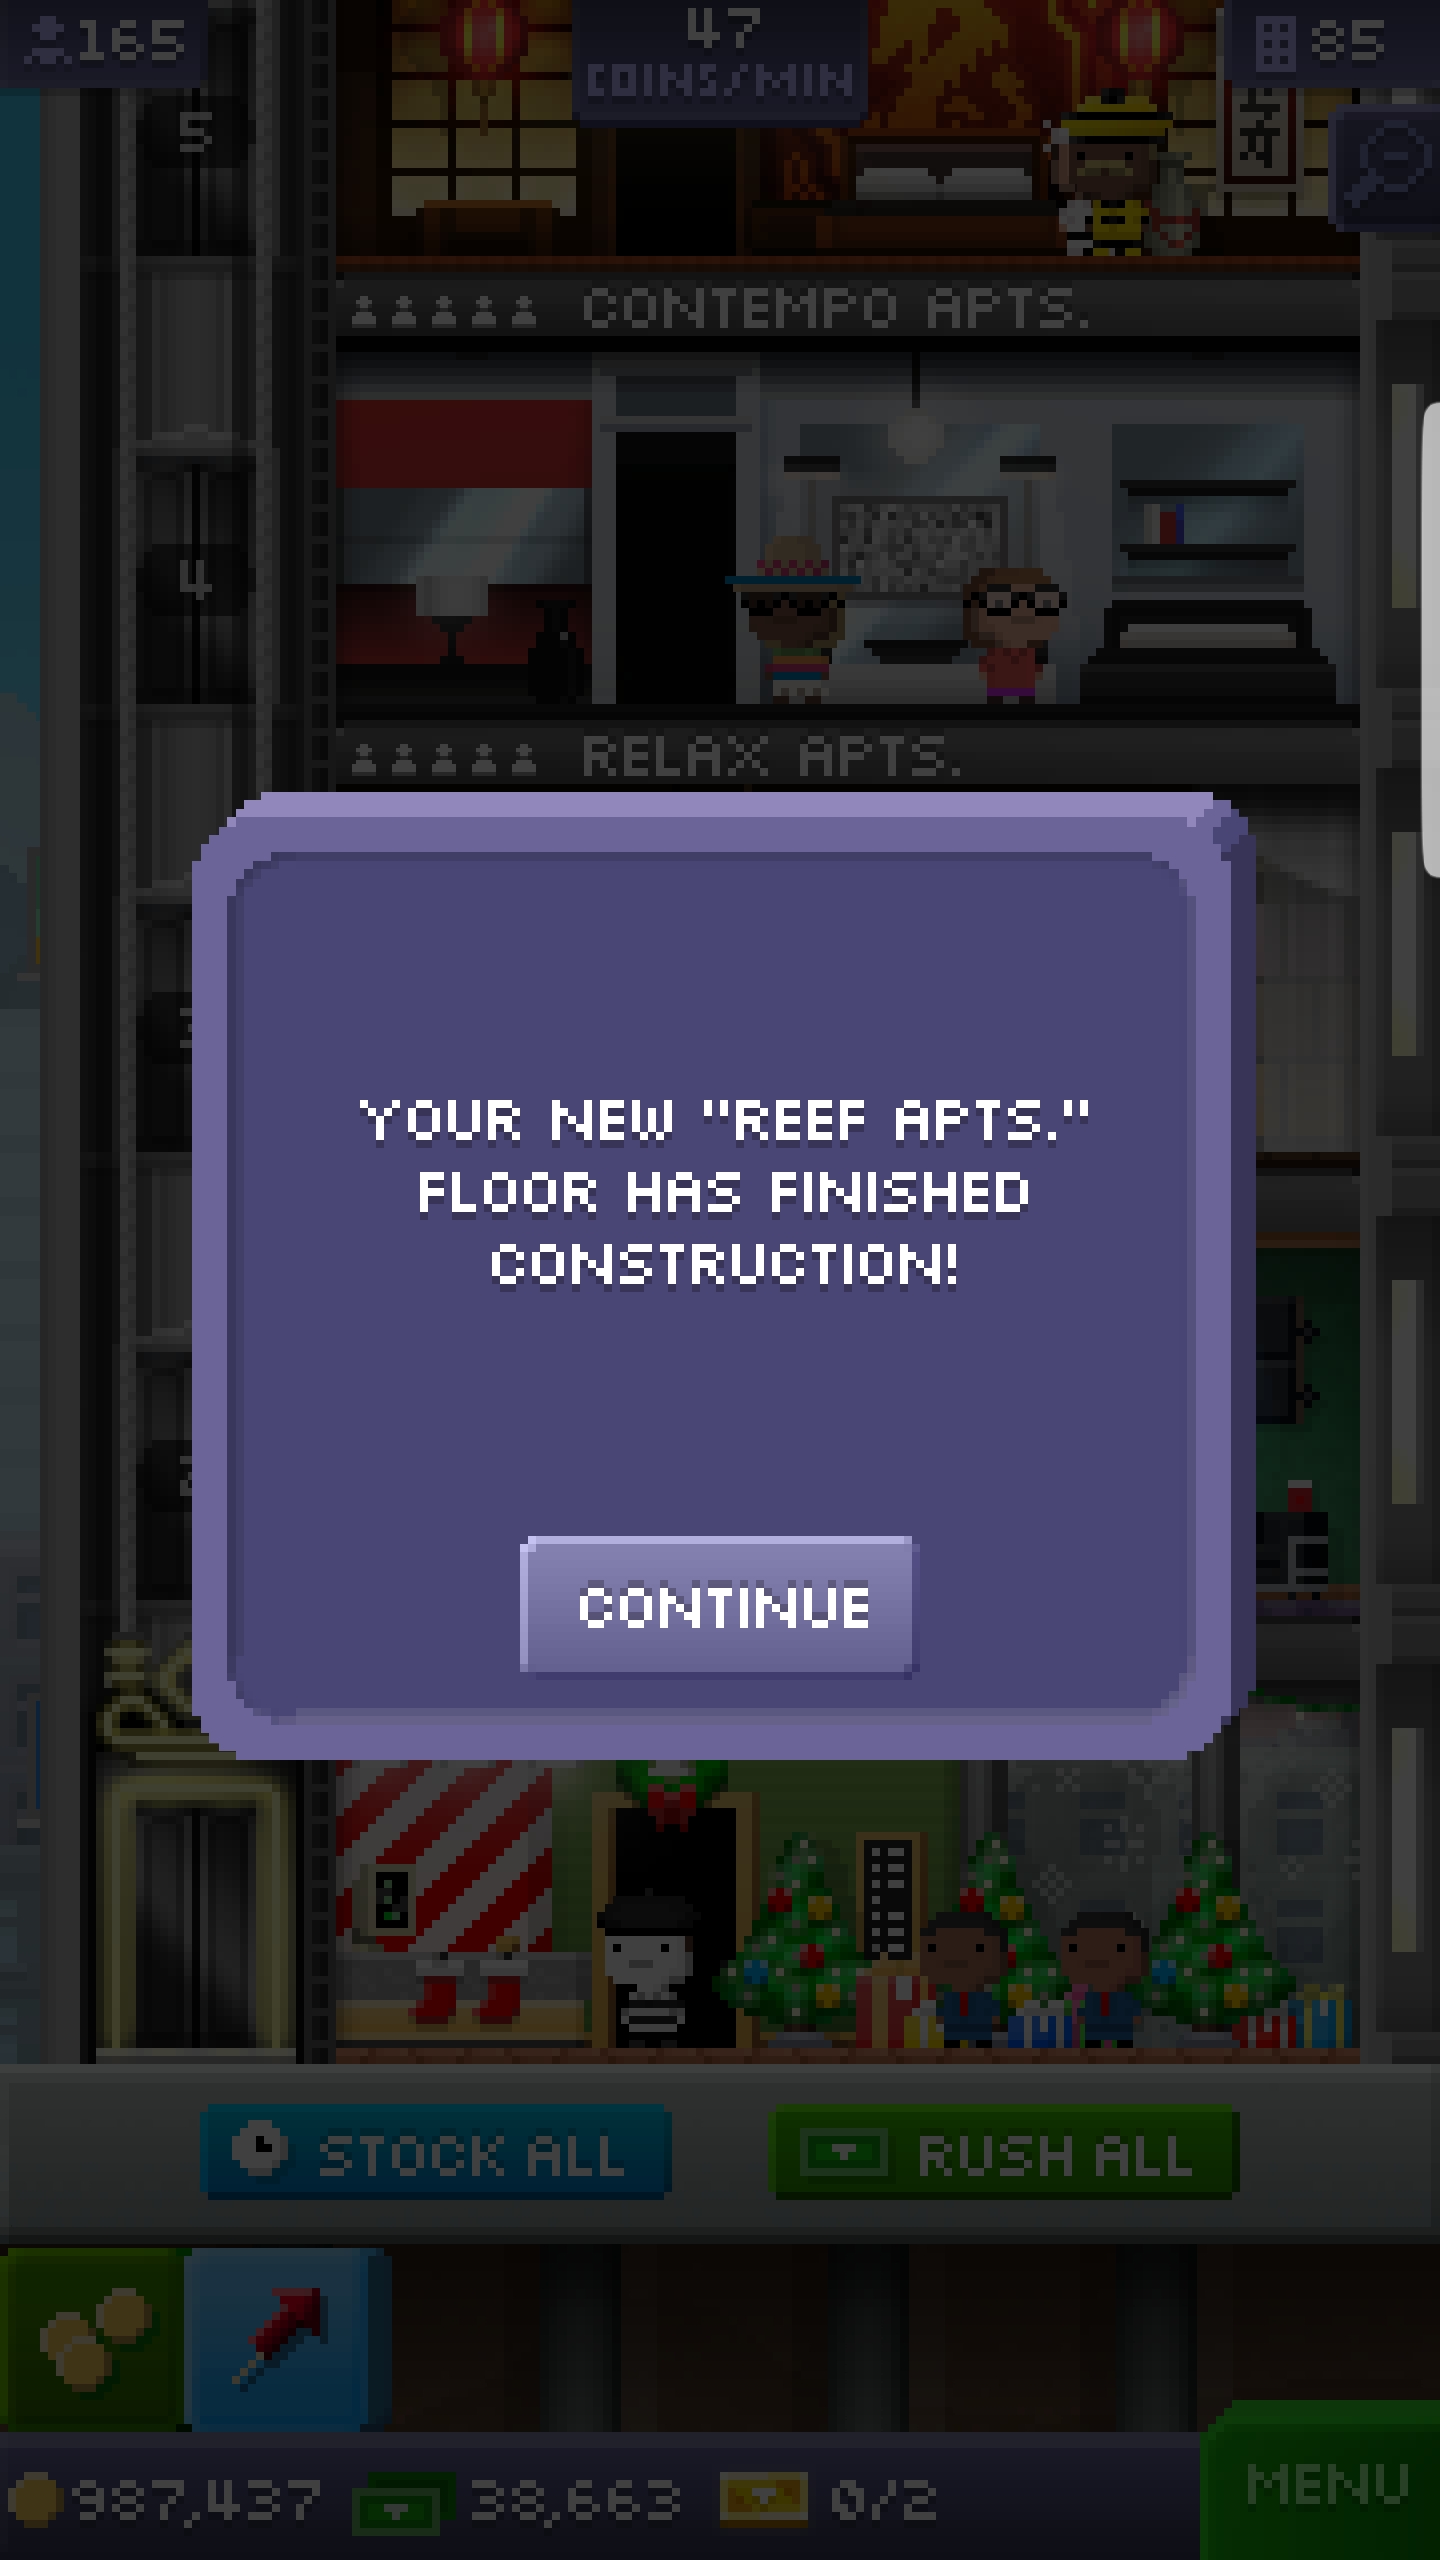 165
47
COINS/MIN
85
5
CONTEMPO APTS.
4
RELAX APTS.
YOUR NEW "REEF APTS."
FLOOR HAS FINISHED
CONSTRUCTION!
CONTINUE
STOCK ALL
RUSH ALL
987,437
38,663
0/2
MENU